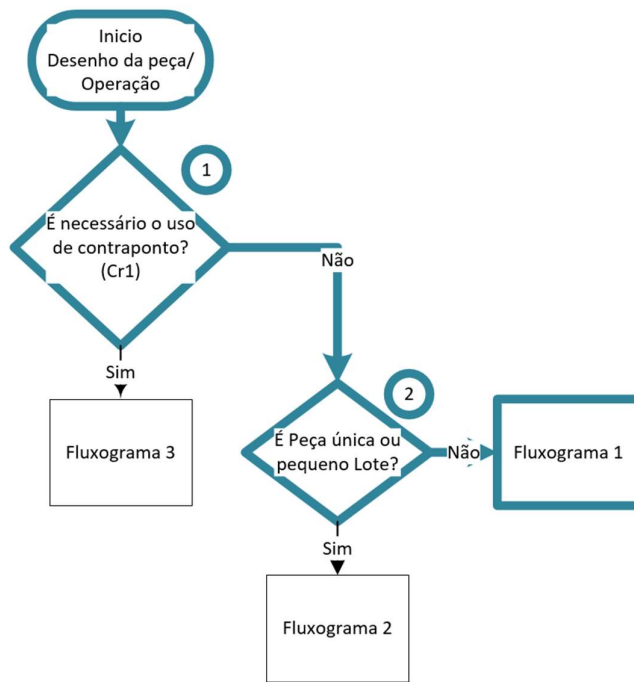 Inicio
Desenho da peça/
Operação
1
É necessário o uso
de contraponto?
(Cr1)
Não
Sim
2
Fluxograma 3
É Peça única ou
pequeno Lote?
Não
Fluxograma 1
Sim
Fluxograma 2